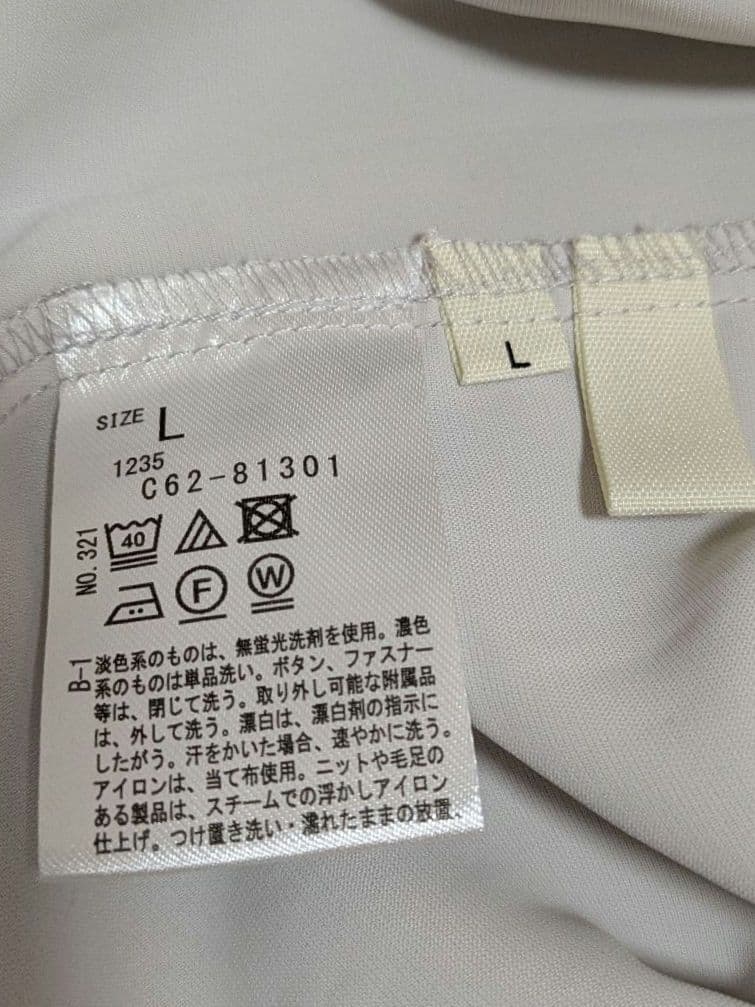 L
SIZE L
1235
C62-81301
NO.321
40
F
W
B-1
淡色系のものは、無蛍光洗剤を使用。濃色
系のものは単品洗い。ボタン、ファスナー
等は、閉じて洗う。取り外し可能な附属品
は、外して洗う。漂白は、漂白剤の指示に
したがう。汗をかいた場合、速やかに洗う。
アイロンは、当て布使用。ニットや毛足の
ある製品は、スチームでの浮かしアイロン
仕上げ。つけ置き洗い・濡れたままの放置、